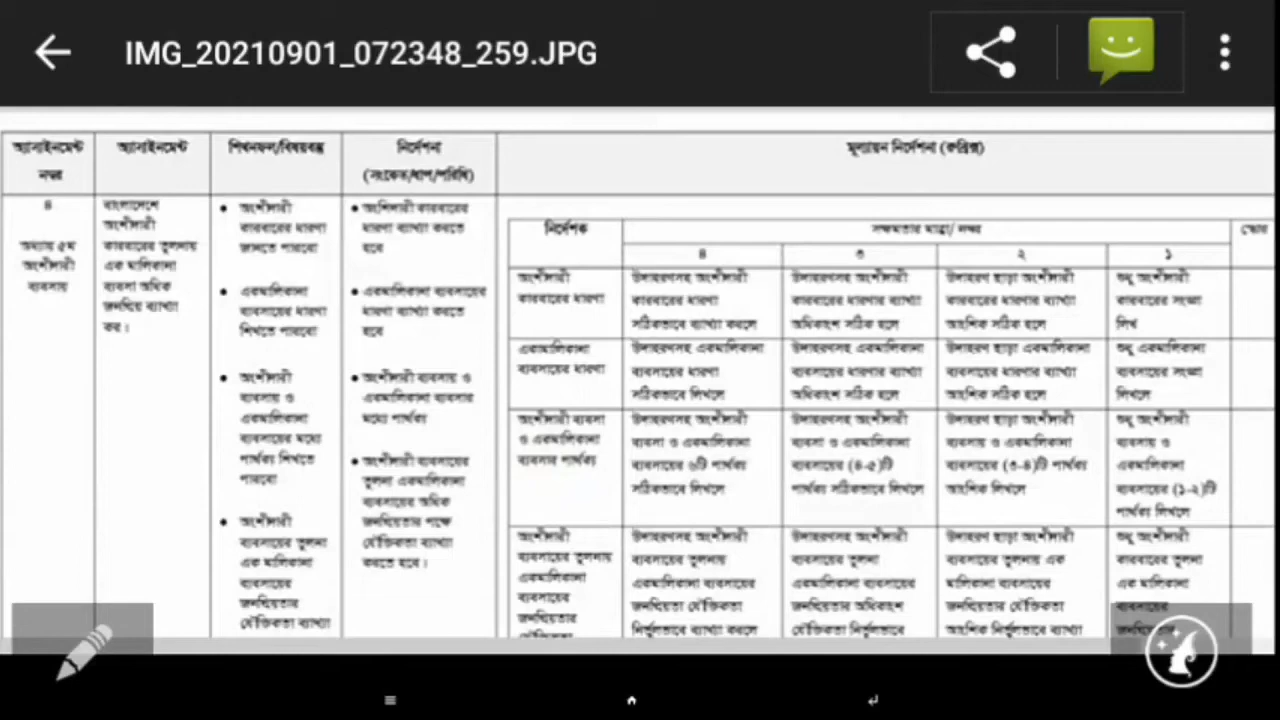 IMG_20210901_072348_259.JPG
অ্যাসাইনমেন্ট
নম্বর
অ্যাসাইনমেন্ট
শিখনফল/বিষয়বস্তু
নির্দেশনা
(সংকেত/ধাপ/পরিধি)
মূল্যায়ন নির্দেশনা (রুব্রিক্স)
৪
অধ্যায় ৫ম
অংশীদারী
ব্যবসায়
বাংলাদেশে
অংশীদারী
কারবারের তুলনায়
এক মালিকানা
ব্যবসা অধিক
জনপ্রিয় ব্যাখ্যা
কর।
• অংশীদারী
কারবারের ধারণা
জানতে পারবো
• একমালিকানা
ব্যবসায়ের ধারণা
শিখতে পারবো
• অংশীদারী
ব্যবসায় ও
একমালিকানা
ব্যবসায়ের মধ্যে
পার্থক্য শিখতে
পারবো
• অংশীদারী
ব্যবসায়ের তুলনা
এক মালিকানা
ব্যবসায়ের
জনপ্রিয়তার
যৌক্তিকতা ব্যাখ্যা
• অংশিদারী কারবারের
ধারণা ব্যাখ্যা করতে
হবে
• একমালিকানা ব্যবসায়ের
ধারণা ব্যাখ্যা করতে
হবে
• অংশীদারী ব্যবসায় ও
একমালিকানা ব্যবসার
মধ্যে পার্থক্য
• অংশীদারী ব্যবসায়ের
তুলনা একমালিকানা
ব্যবসায়ের অধিক
জনপ্রিয়তার পক্ষে
যৌক্তিকতা ব্যাখ্যা
করতে হবে।
নির্দেশক
দক্ষতার মাত্রা/ নম্বর
স্কোর
৪
৩
২
১
অংশীদারী
কারবারের ধারণা
উদাহরণসহ অংশীদারী
কারবারের ধারণা
সঠিকভাবে ব্যাখ্যা করলে
উদাহরণসহ অংশীদারী
কারবারের ধারণার ব্যাখ্যা
অধিকাংশ সঠিক হলে
উদাহরণ ছাড়া অংশীদারী
কারবারের ধারণার ব্যাখ্যা
আংশিক সঠিক হলে
শুধু অংশীদারী
কারবারের সংজ্ঞা
লিখ
একমালিকানা
ব্যবসায়ের ধারণা
উদাহরণসহ একমালিকানা
ব্যবসায়ের ধারণা
সঠিকভাবে লিখলে
উদাহরণসহ একমালিকানা
ব্যবসায়ের ধারণার ব্যাখ্যা
অধিকাংশ সঠিক হলে
উদাহরণ ছাড়া একমালিকানা
ব্যবসায়ের ধারণার ব্যাখ্যা
আংশিক সঠিক হলে
শুধু একমালিকানা
ব্যবসায়ের সংজ্ঞা
লিখলে
অংশীদারী ব্যবসা
ও একমালিকানা
ব্যবসার পার্থক্য
উদাহরণসহ অংশীদারী
ব্যবসা ও একমালিকানা
ব্যবসায়ের ৬টি পার্থক্য
সঠিকভাবে লিখলে
উদাহরণসহ অংশীদারী
ব্যবসা ও একমালিকানা
ব্যবসায়ের (৪-৫)টি
পার্থক্য সঠিকভাবে লিখলে
উদাহরণ ছাড়া অংশীদারী
ব্যবসায় ও একমালিকানা
ব্যবসায়ের (৩-৪)টি পার্থক্য
আংশিক লিখলে
শুধু অংশীদারী
ব্যবসায় ও
একমালিকানা
ব্যবসায়ের (১-২)টি
পার্থক্য লিখলে
অংশীদারী
ব্যবসায়ের তুলনায়
একমালিকানা
ব্যবসায়ের
জনপ্রিয়তার
যৌক্তিকতা
উদাহরণসহ অংশীদারী
ব্যবসায়ের তুলনায়
একমালিকানা ব্যবসায়ের
জনপ্রিয়তা যৌক্তিকতা
নির্ভুলভাবে ব্যাখ্যা করলে
উদাহরণসহ অংশীদারী
ব্যবসায়ের তুলনা
একমালিকানা ব্যবসায়ের
জনপ্রিয়তার অধিকাংশ
যৌক্তিকতা নির্ভুলভাবে
উদাহরণ ছাড়া অংশীদারী
ব্যবসায়ের তুলনায় এক
মালিকানা ব্যবসায়ের
জনপ্রিয়তার যৌক্তিকতা
আংশিক নির্ভুলভাবে ব্যাখ্যা
শুধু অংশীদারী
কারবারের তুলনা
এক মালিকানা
ব্যবসায়ের
জনপ্রিয়তার